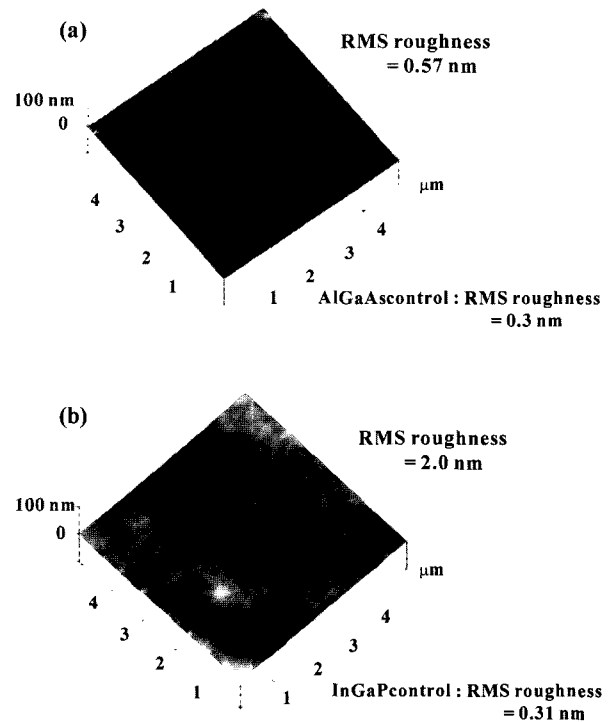 (a)
RMS roughness
= 0.57 nm
100 nm
0
μm
4
3
2
1
1
2
3
4
AlGaAscontrol : RMS roughness
= 0.3 nm
(b)
RMS roughness
= 2.0 nm
100 nm
0
μm
4
3
2
1
1
2
3
4
InGaPcontrol : RMS roughness
= 0.31 nm